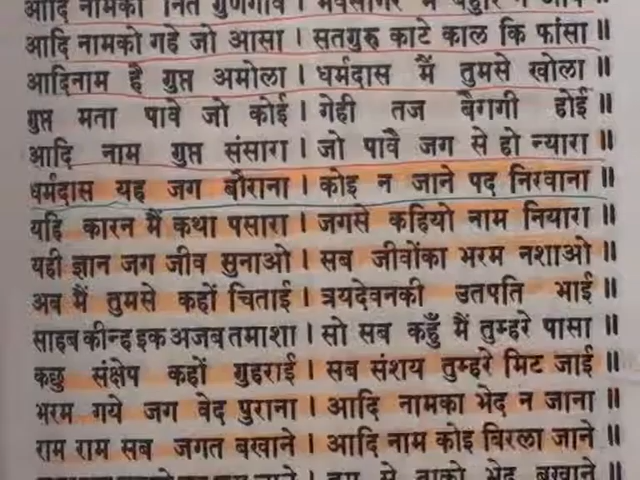 आदि नामको नित गुणगावे ।
आदि नामको गहे जो आसा । सतगुरु काटे काल कि फांसा ॥
आदिनाम है गुप्त अमोला । धर्मदास मैं तुमसे खोला ॥
गुप्त मता पावे जो कोई । गेही तज बैरागी होई ॥
आदि नाम गुप्त संसारा । जो पावै जग से हो न्यारा ॥
धर्मदास यह जग बौराना । कोइ न जाने पद निरवाना ॥
यहि कारन मैं कथा पसारा । जगसे कहियो नाम नियारा ॥
यही ज्ञान जग जीव सुनाओ । सब जीवोंका भरम नशाओ ॥
अब मैं तुमसे कहों चिताई । त्रयदेवनकी उतपति भाई ॥
साहब कीन्ह इक अजब तमाशा । सो सब कहूँ मैं तुम्हरे पासा ॥
कछु संक्षेप कहों गुहराई । सब संशय तुम्हरे मिट जाई ॥
भरम गये जग वेद पुराना । आदि नामका भेद न जाना ॥
राम राम सब जगत बखाने । आदि नाम कोइ बिरला जाने ॥